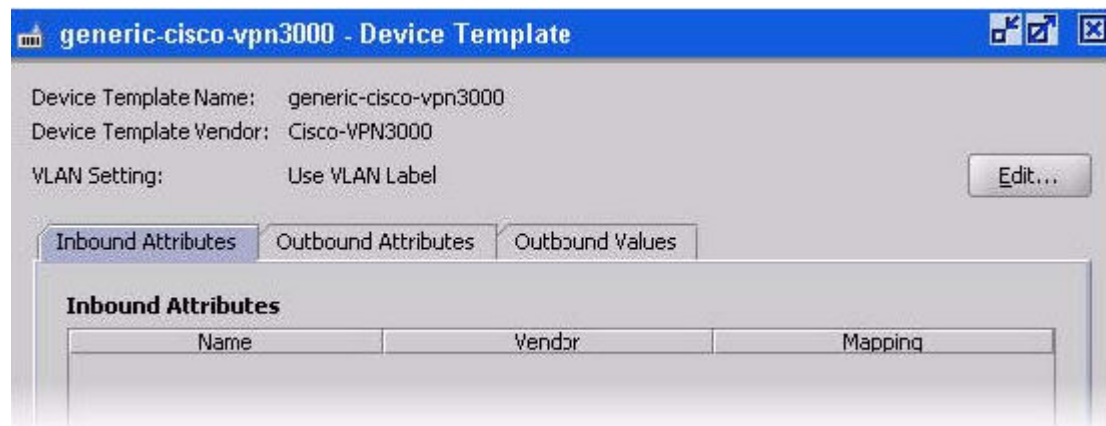 generic-cisco-vpn3000 - Device Template
Device Template Name: generic-cisco-vpn3000
Device Template Vendor: Cisco-VPN3000
VLAN Setting: Use VLAN Label
Edit...
Inbound Attributes Outbound Attributes Outbound Values
Inbound Attributes
Name Vendor Mapping